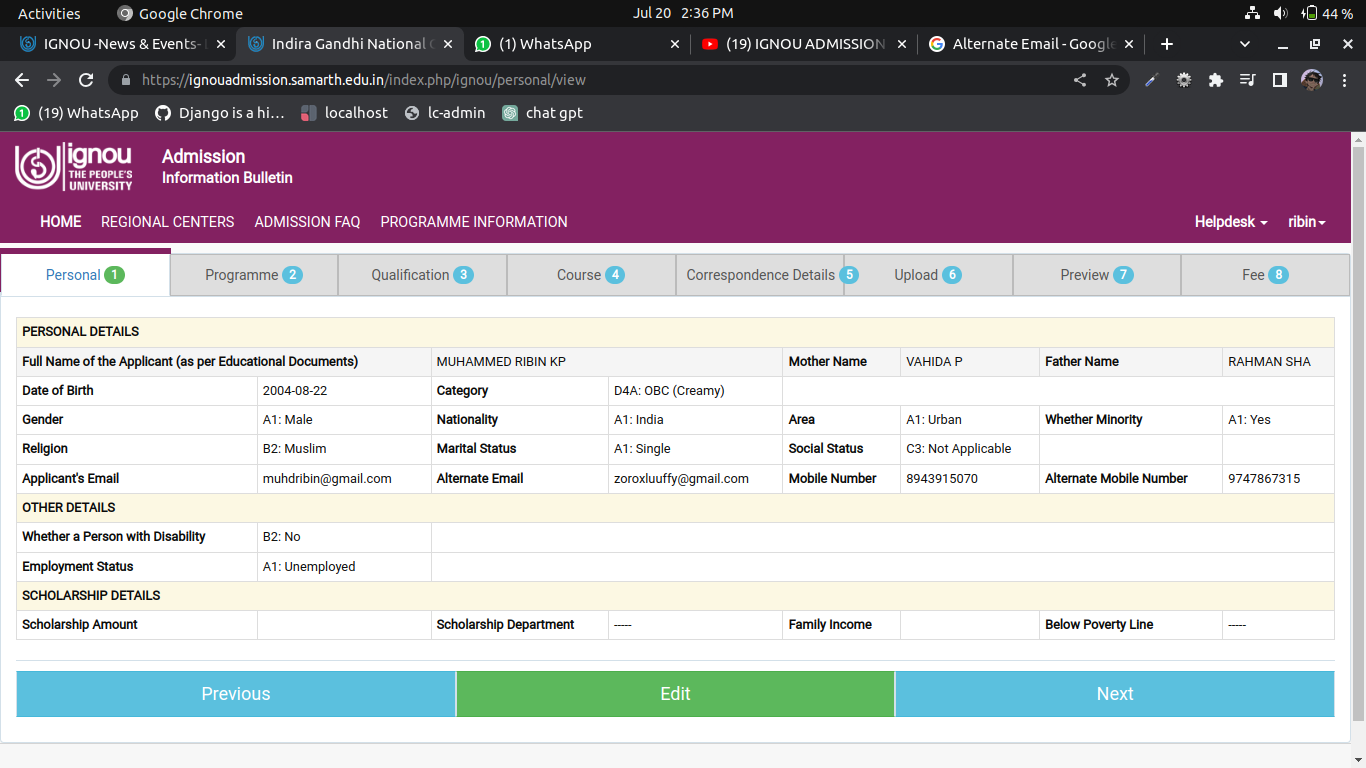 Activities Google Chrome Jul 20 2:36 PM 44 %
IGNOU -News & Events- Indira Gandhi National (1) WhatsApp (19) IGNOU ADMISSION Alternate Email - Google
https://ignouadmission.samarth.edu.in/index.php/ignou/personal/view
(19) WhatsApp Django is a hi... localhost lc-admin chat gpt
ignou THE PEOPLE'S UNIVERSITY
Admission
Information Bulletin
HOME REGIONAL CENTERS ADMISSION FAQ PROGRAMME INFORMATION Helpdesk ribin
Personal 1 Programme 2 Qualification 3 Course 4 Correspondence Details 5 Upload 6 Preview 7 Fee 8
PERSONAL DETAILS
Full Name of the Applicant (as per Educational Documents) MUHAMMED RIBIN KP Mother Name VAHIDA P Father Name RAHMAN SHA
Date of Birth 2004-08-22 Category D4A: OBC (Creamy)
Gender A1: Male Nationality A1: India Area A1: Urban Whether Minority A1: Yes
Religion B2: Muslim Marital Status A1: Single Social Status C3: Not Applicable
Applicant's Email muhdribin@gmail.com Alternate Email zoroxluuffy@gmail.com Mobile Number 8943915070 Alternate Mobile Number 9747867315
OTHER DETAILS
Whether a Person with Disability B2: No
Employment Status A1: Unemployed
SCHOLARSHIP DETAILS
Scholarship Amount Scholarship Department ----- Family Income Below Poverty Line -----
Previous Edit Next